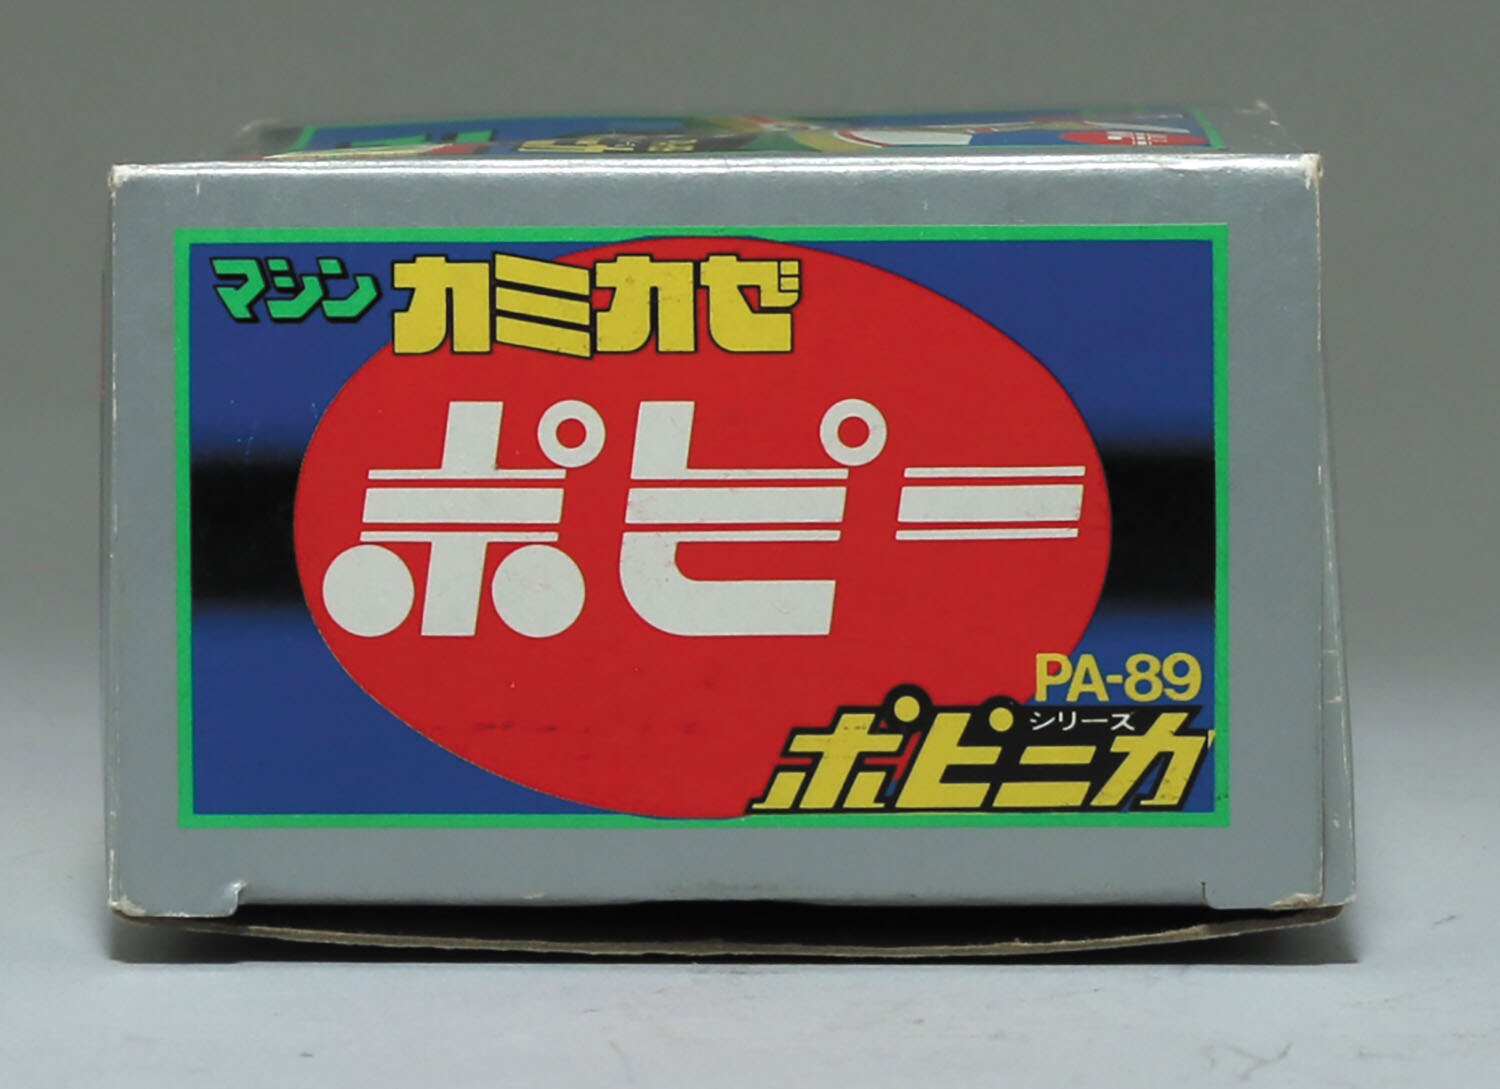 マシン カミカゼ
ポピー
PA-89
シリーズ
ポピニカ